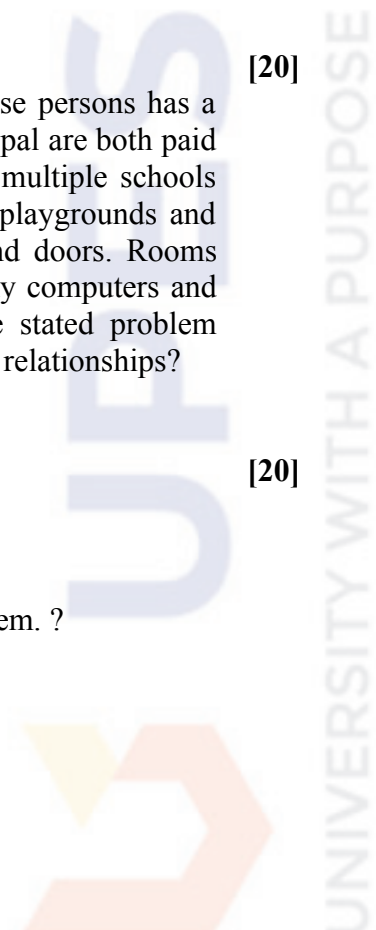 [20]
se persons has a
pal are both paid
multiple schools
playgrounds and
nd doors. Rooms
y computers and
e stated problem
relationships?
[20]
em. ?
UPES
UNIVERSITY WITH A PURPOSE